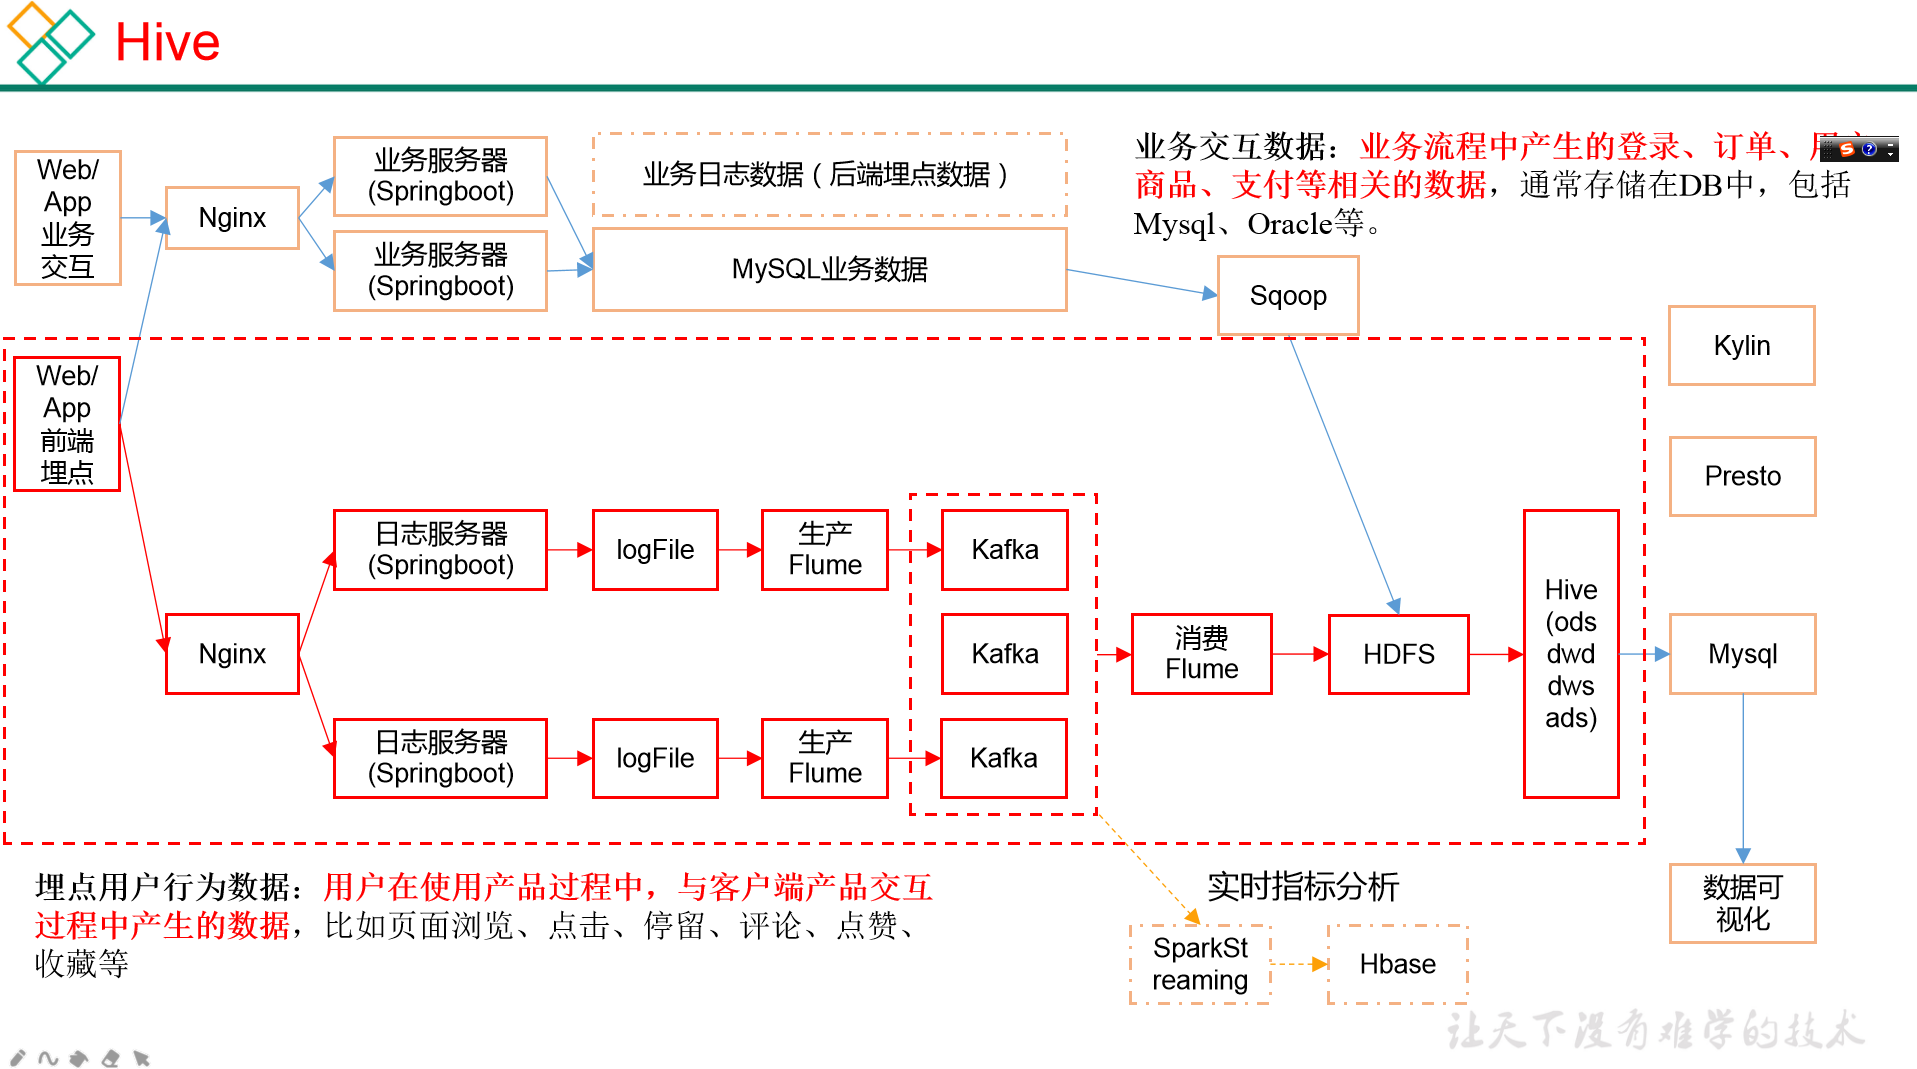 Hive
Web/
App
业务
交互
Nginx
业务服务器
(Springboot)
业务服务器
(Springboot)
业务日志数据（后端埋点数据）
MySQL业务数据
业务交互数据：业务流程中产生的登录、订单、
商品、支付等相关的数据，通常存储在DB中，包括
Mysql、Oracle等。
Sqoop
Kylin
Presto
Web/
App
前端
埋点
Nginx
日志服务器
(Springboot)
logFile
生产
Flume
Kafka
Kafka
日志服务器
(Springboot)
logFile
生产
Flume
Kafka
消费
Flume
HDFS
Hive
(ods
dwd
dws
ads)
Mysql
数据可
视化
埋点用户行为数据：用户在使用产品过程中，与客户端产品交互
过程中产生的数据，比如页面浏览、点击、停留、评论、点赞、
收藏等
实时指标分析
SparkSt
reaming
Hbase
让天下没有难学的技术